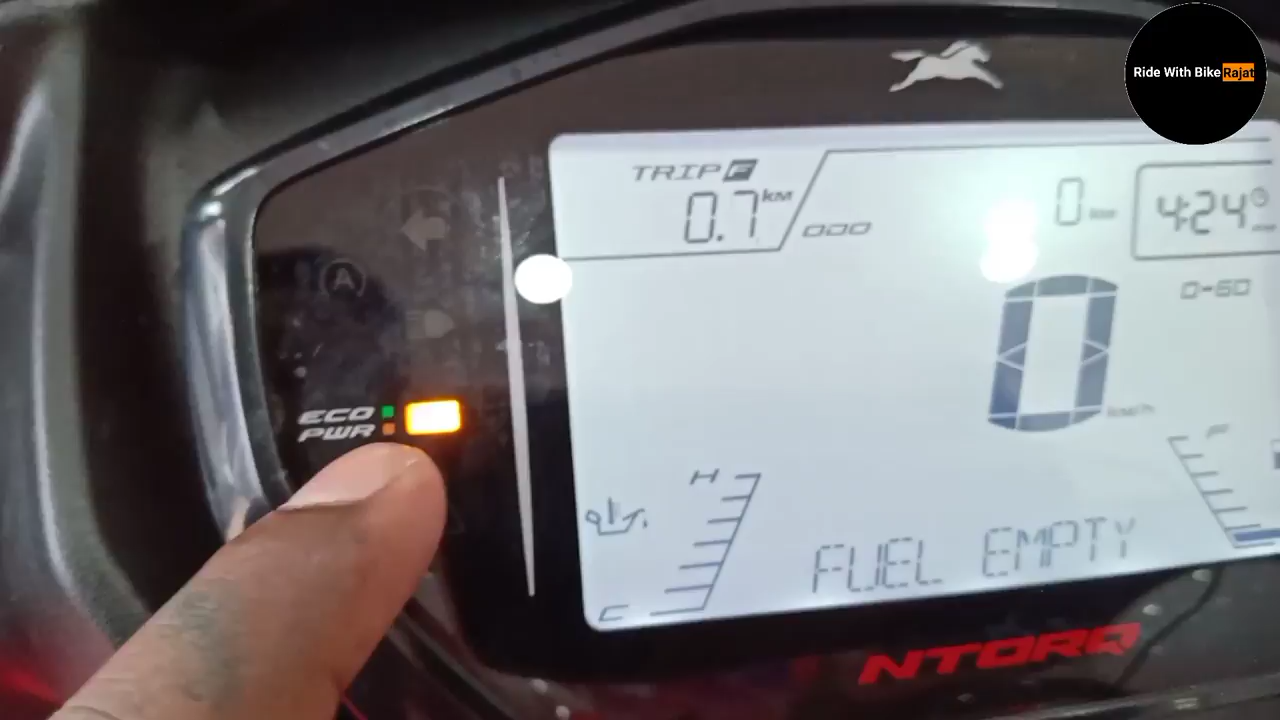 Ride With Bike Rajat
TRIP F
0.7 km
0
4:24
0-60
0
km/h
A
ECO
PWR
H
F
C
FUEL EMPTY
NTORQ